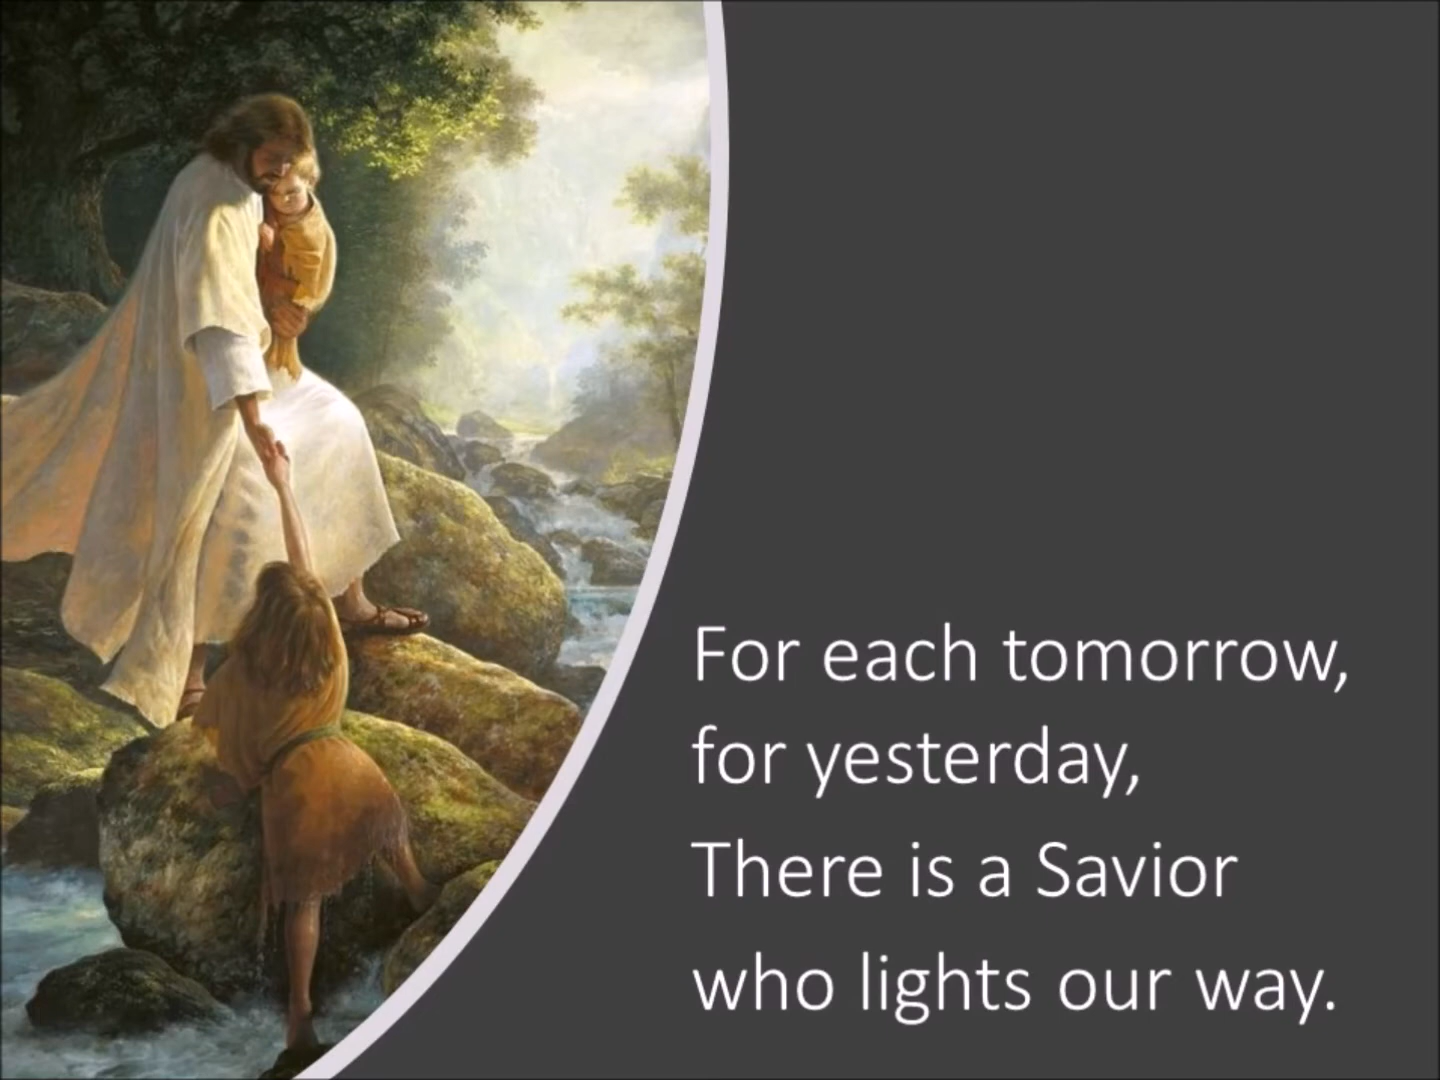 For each tomorrow,
for yesterday,
There is a Savior
who lights our way.